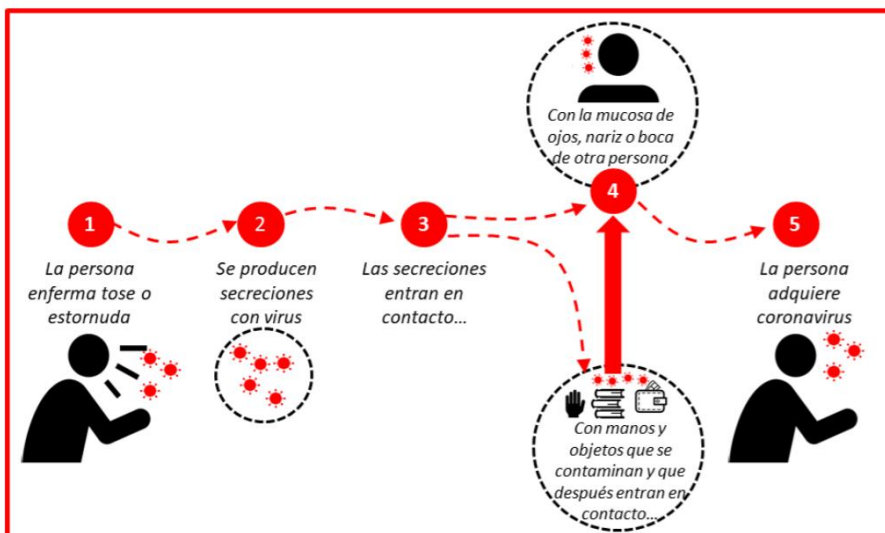 Con la mucosa de
ojos, nariz o boca
de otra persona
1
2
3
4
5
La persona
enferma tose o
estornuda
Se producen
secreciones
con virus
Las secreciones
entran en
contacto...
La persona
adquiere
coronavirus
Con manos y
objetos que se
contaminan y que
después entran en
contacto...